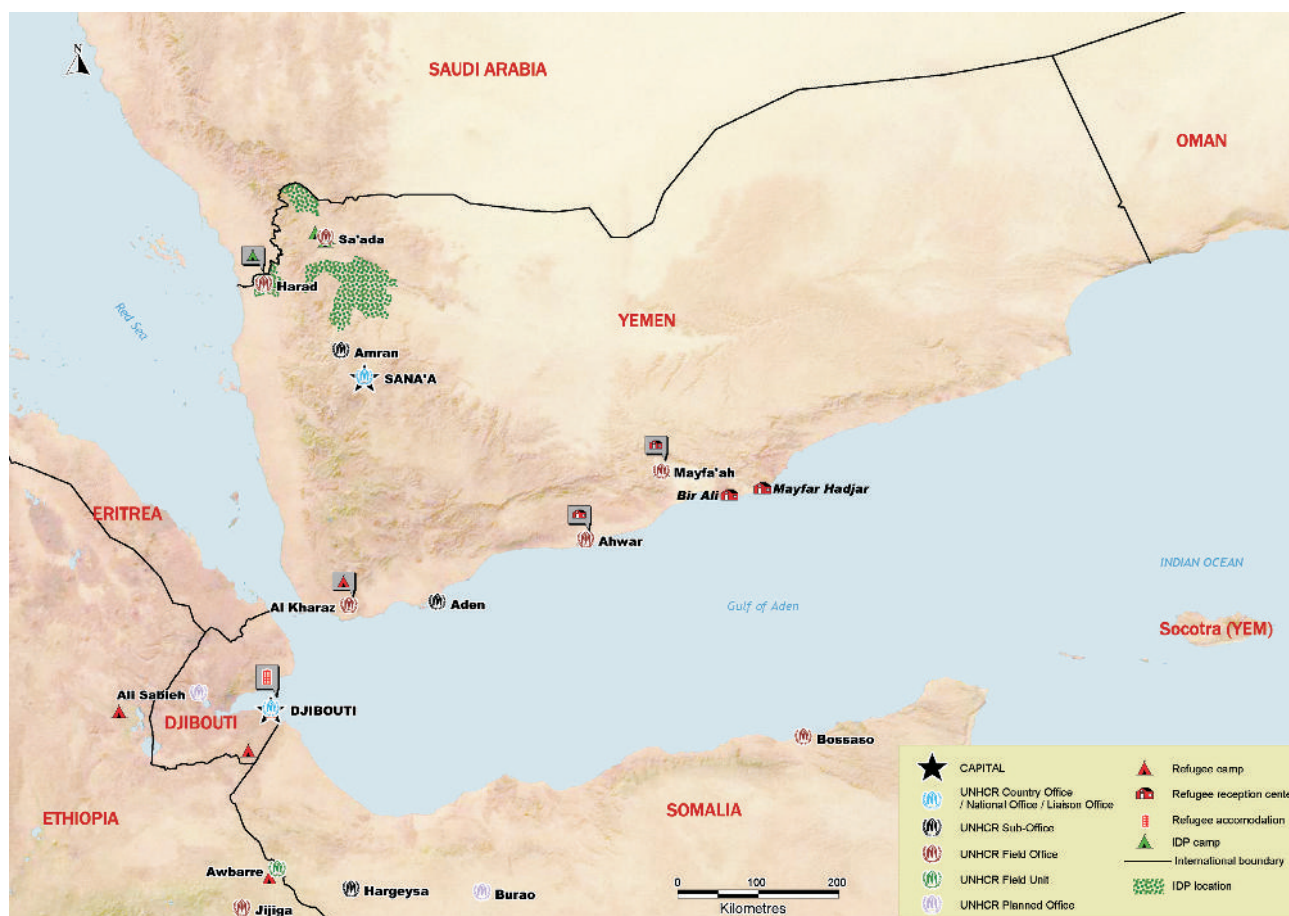 N
SAUDI ARABIA
OMAN
Sa'ada
Harad
Red Sea
YEMEN
Amran
SANA'A
Mayfa'ah
Bir Ali
Mayfar Hadjar
ERITREA
Ahwar
INDIAN OCEAN
Al Kharaz
Aden
Gulf of Aden
Socotra (YEM)
Ali Sabieh
DJIBOUTI
DJIBOUTI
Bossaso
ETHIOPIA
SOMALIA
Awbarre
Hargeysa
Burao
Jijiga
0 100 200
Kilometres
CAPITAL
UNHCR Country Office
/ National Office / Liaison Office
UNHCR Sub-Office
UNHCR Field Office
UNHCR Field Unit
UNHCR Planned Office
Refugee camp
Refugee reception cente
Refugee accomodation
IDP camp
International boundary
IDP location